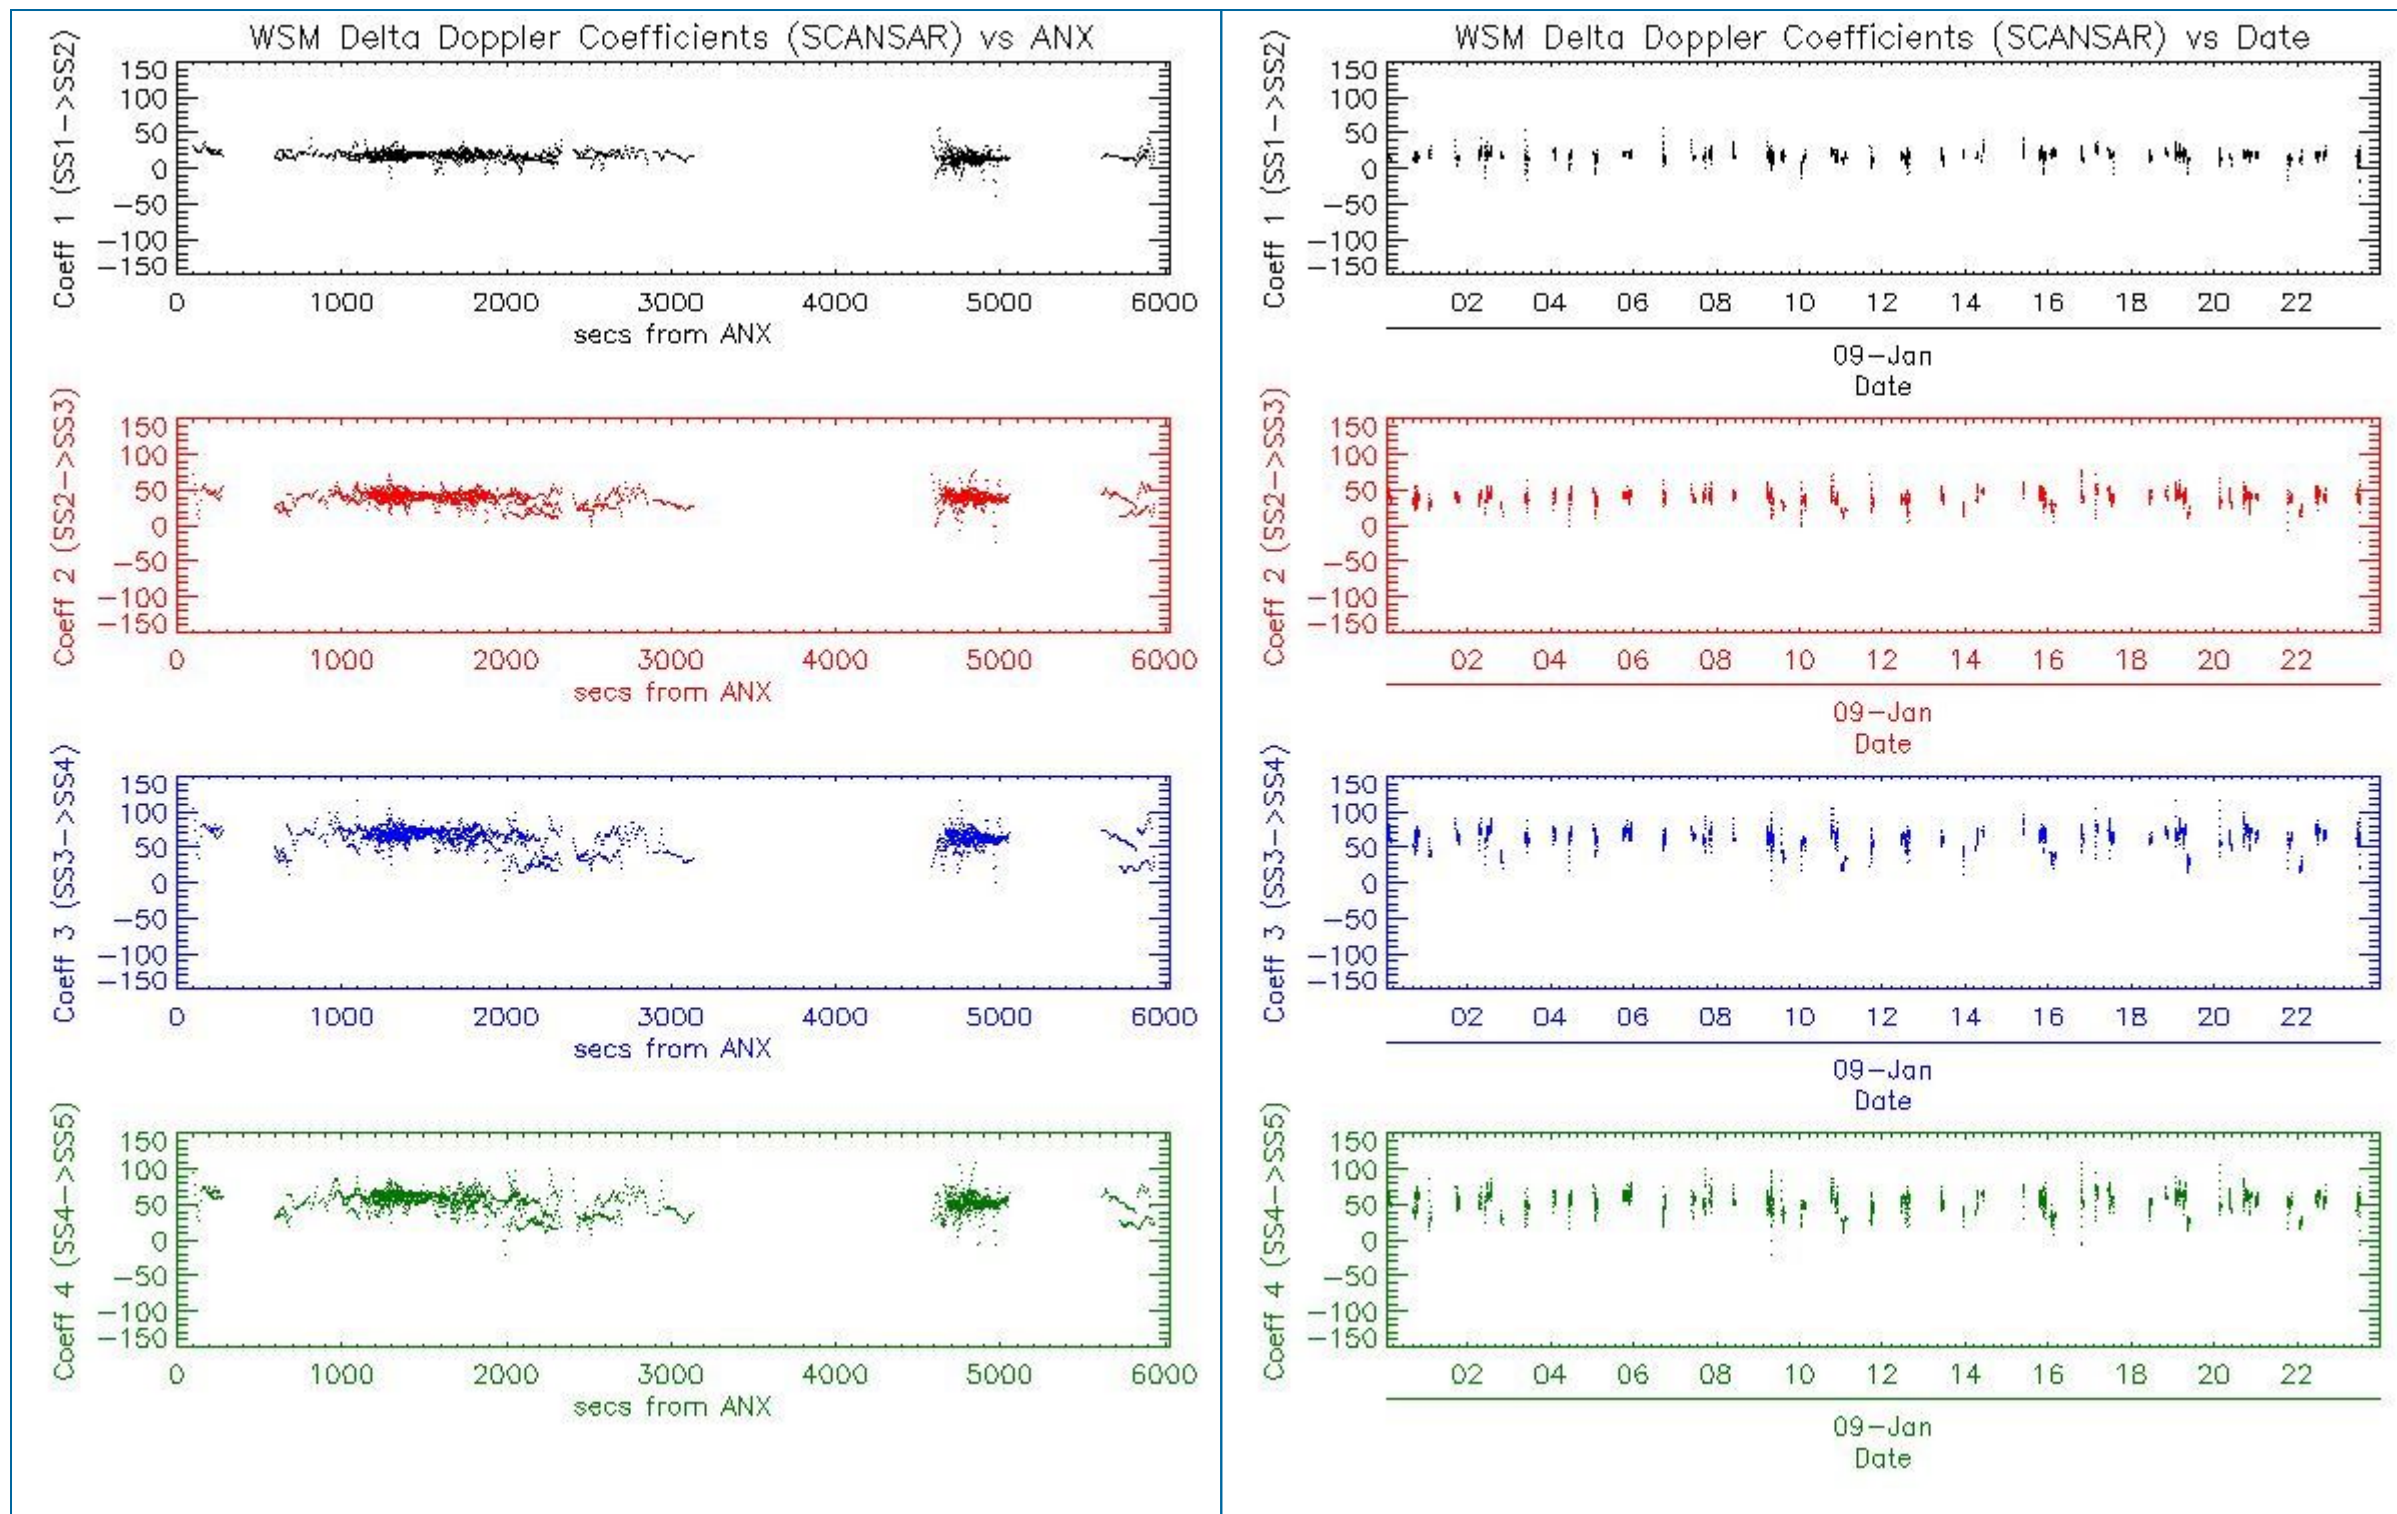 WSM Delta Doppler Coefficients (SCANSAR) vs ANX
Coeff 1 (SS1->SS2)
150
100
50
0
-50
-100
-150
0 1000 2000 3000 4000 5000 6000
secs from ANX
Coeff 2 (SS2->SS3)
150
100
50
0
-50
-100
-150
0 1000 2000 3000 4000 5000 6000
secs from ANX
Coeff 3 (SS3->SS4)
150
100
50
0
-50
-100
-150
0 1000 2000 3000 4000 5000 6000
secs from ANX
Coeff 4 (SS4->SS5)
150
100
50
0
-50
-100
-150
0 1000 2000 3000 4000 5000 6000
secs from ANX
WSM Delta Doppler Coefficients (SCANSAR) vs Date
Coeff 1 (SS1->SS2)
150
100
50
0
-50
-100
-150
02 04 06 08 10 12 14 16 18 20 22
09-Jan
Date
Coeff 2 (SS2->SS3)
150
100
50
0
-50
-100
-150
02 04 06 08 10 12 14 16 18 20 22
09-Jan
Date
Coeff 3 (SS3->SS4)
150
100
50
0
-50
-100
-150
02 04 06 08 10 12 14 16 18 20 22
09-Jan
Date
Coeff 4 (SS4->SS5)
150
100
50
0
-50
-100
-150
02 04 06 08 10 12 14 16 18 20 22
09-Jan
Date